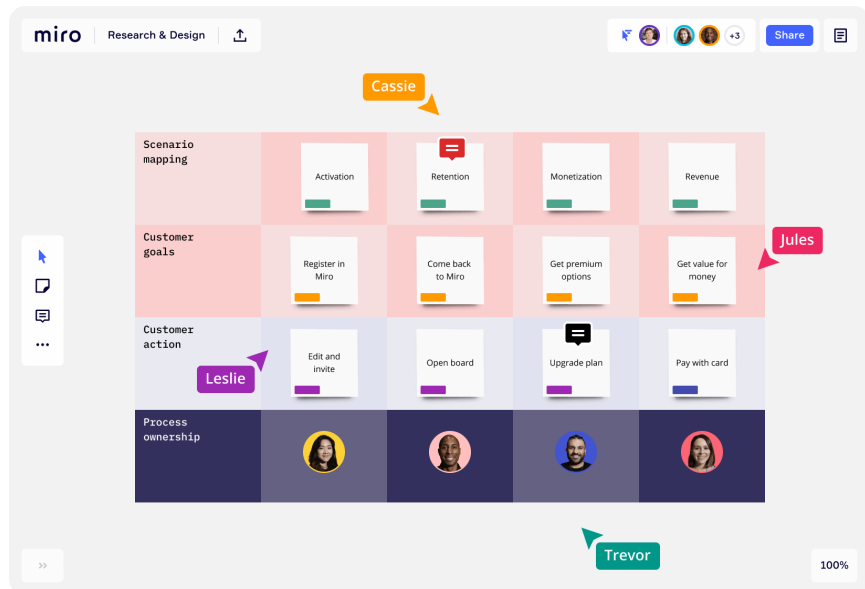 miro
Research & Design
+3
Share
Cassie
Scenario
mapping
Activation
Retention
Monetization
Revenue
Jules
Customer
goals
Register in
Miro
Come back
to Miro
Get premium
options
Get value for
money
Customer
action
Edit and
invite
Open board
Upgrade plan
Pay with card
Leslie
Process
ownership
Trevor
100%